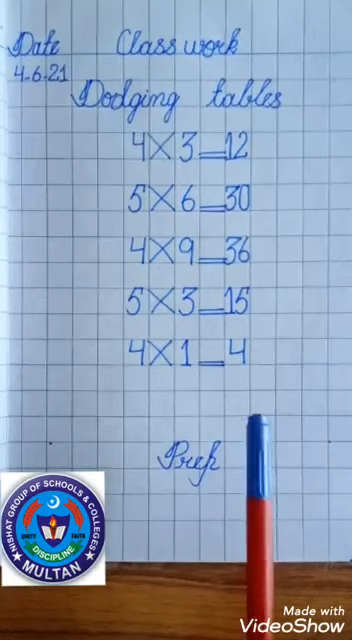 Date Class work
4-6-21
Dodging tables
4×3=12
5×6=30
4×9=36
5×3=15
4×1=4
Prep
NISHAT GROUP OF SCHOOLS & COLLEGES
UNITY FAITH
DISCIPLINE
MULTAN
Made with
VideoShow